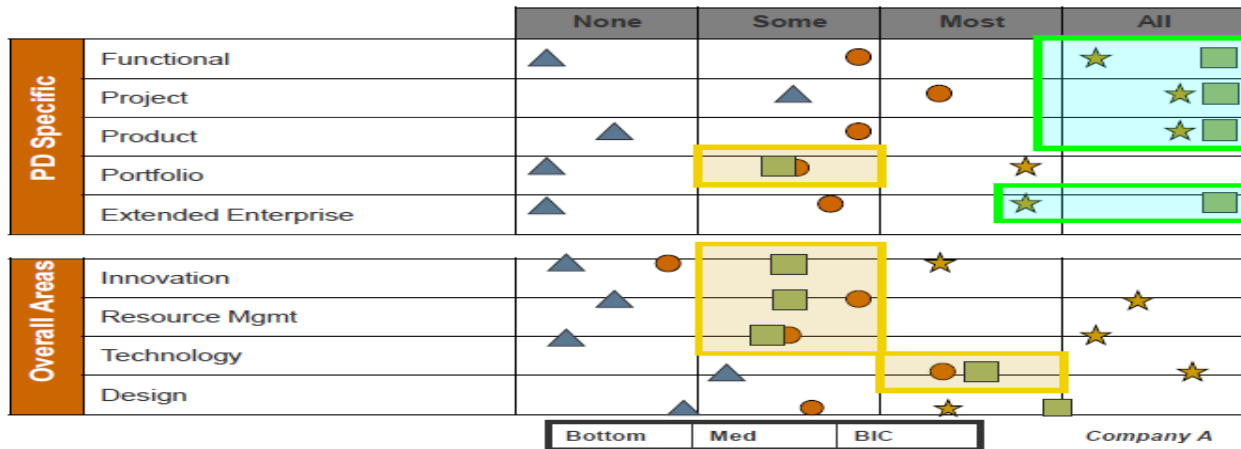 None Some Most All
PD Specific
Functional
Project
Product
Portfolio
Extended Enterprise
Overall Areas
Innovation
Resource Mgmt
Technology
Design
Bottom Med BIC Company A